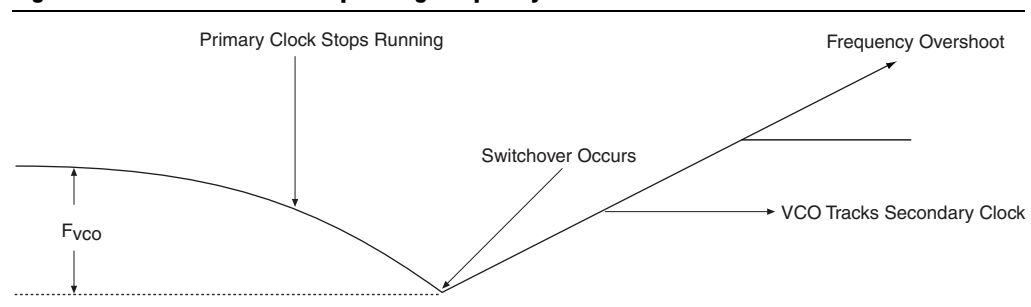 Primary Clock Stops Running
Frequency Overshoot
Switchover Occurs
VCO Tracks Secondary Clock
Fvco